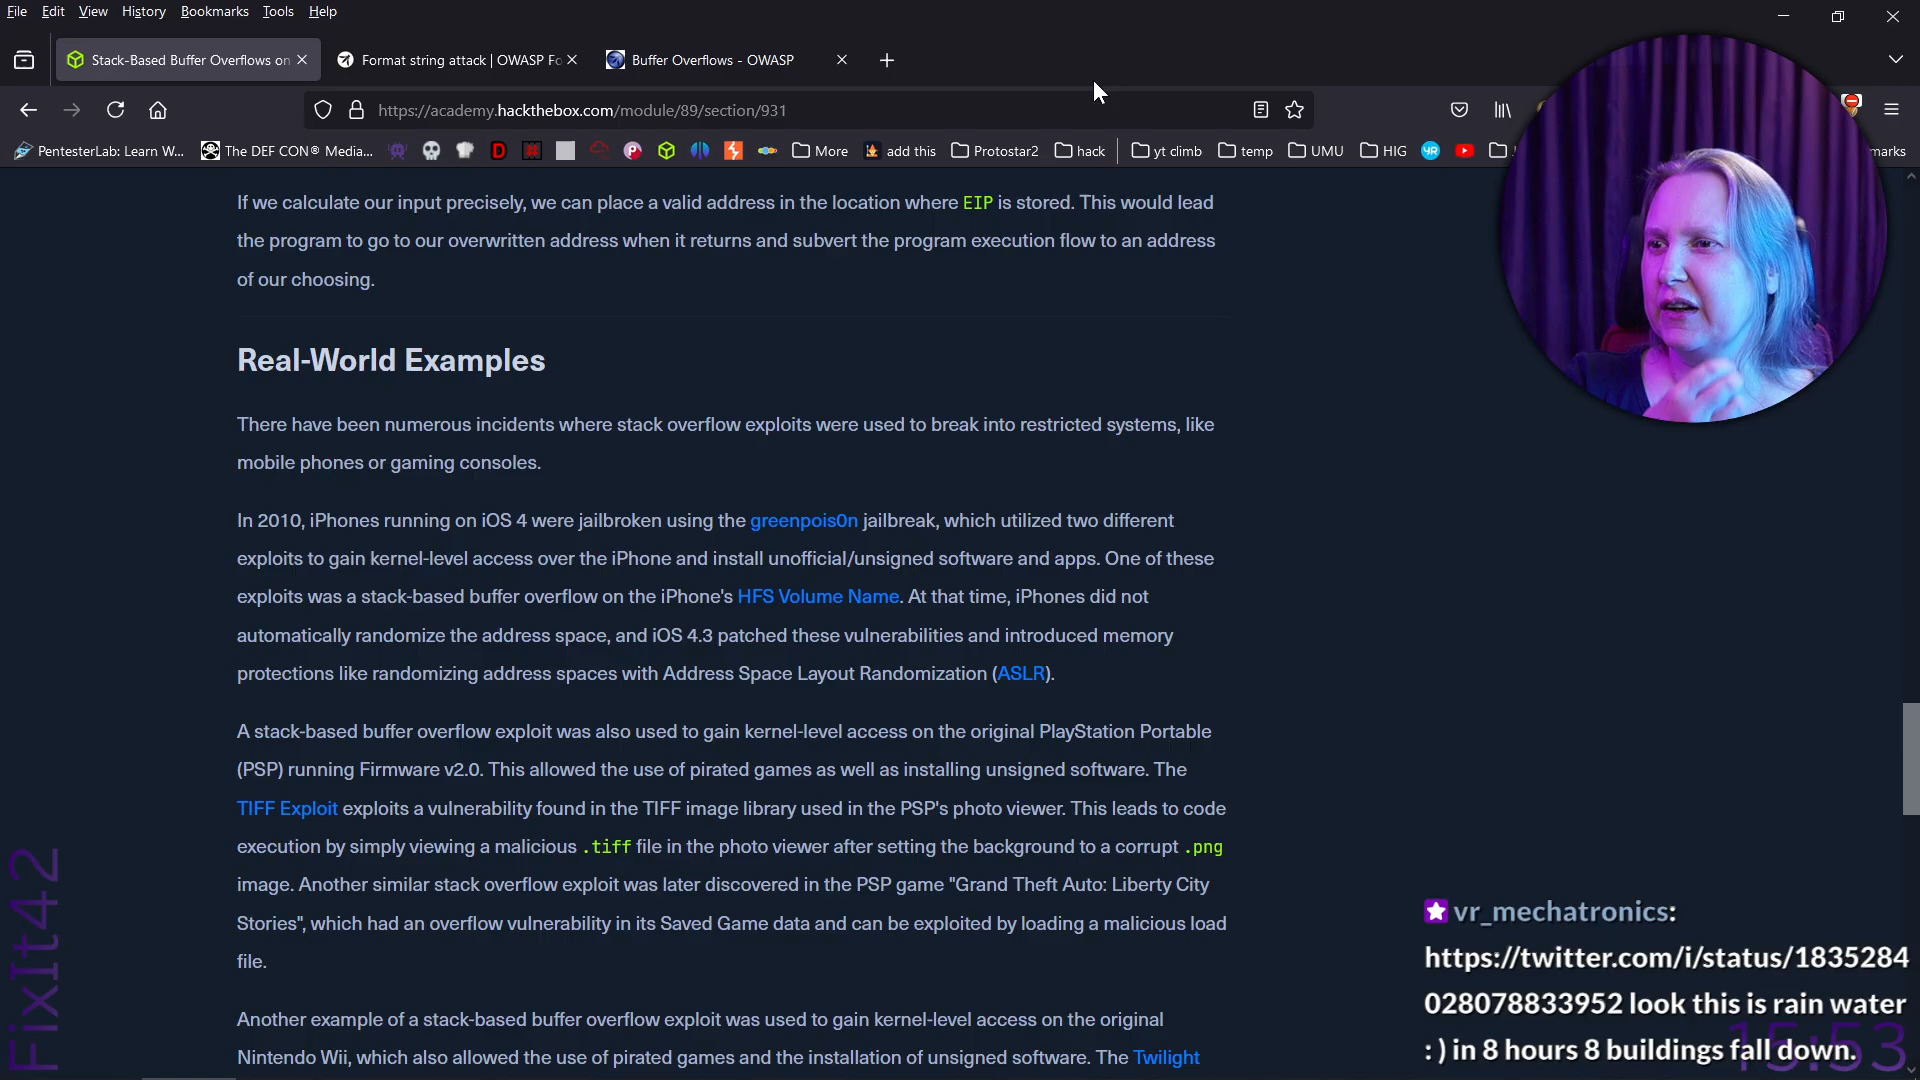 File Edit View History Bookmarks Tools Help
Stack-Based Buffer Overflows on
Format string attack | OWASP Fo
Buffer Overflows - OWASP
https://academy.hackthebox.com/module/89/section/931
PentesterLab: Learn W...
The DEF CON® Media...
More
add this
Protostar2
hack
yt climb
temp
UMU
HIG
marks
If we calculate our input precisely, we can place a valid address in the location where EIP is stored. This would lead
the program to go to our overwritten address when it returns and subvert the program execution flow to an address
of our choosing.
Real-World Examples
There have been numerous incidents where stack overflow exploits were used to break into restricted systems, like
mobile phones or gaming consoles.
In 2010, iPhones running on iOS 4 were jailbroken using the greenpois0n jailbreak, which utilized two different
exploits to gain kernel-level access over the iPhone and install unofficial/unsigned software and apps. One of these
exploits was a stack-based buffer overflow on the iPhone's HFS Volume Name. At that time, iPhones did not
automatically randomize the address space, and iOS 4.3 patched these vulnerabilities and introduced memory
protections like randomizing address spaces with Address Space Layout Randomization (ASLR).
A stack-based buffer overflow exploit was also used to gain kernel-level access on the original PlayStation Portable
(PSP) running Firmware v2.0. This allowed the use of pirated games as well as installing unsigned software. The
TIFF Exploit exploits a vulnerability found in the TIFF image library used in the PSP's photo viewer. This leads to code
execution by simply viewing a malicious .tiff file in the photo viewer after setting the background to a corrupt .png
image. Another similar stack overflow exploit was later discovered in the PSP game "Grand Theft Auto: Liberty City
Stories", which had an overflow vulnerability in its Saved Game data and can be exploited by loading a malicious load
file.
Another example of a stack-based buffer overflow exploit was used to gain kernel-level access on the original
Nintendo Wii, which also allowed the use of pirated games and the installation of unsigned software. The Twilight
FixIt42
vr_mechatronics:
https://twitter.com/i/status/1835284
028078833952 look this is rain water
: ) in 8 hours 8 buildings fall down.
15:53